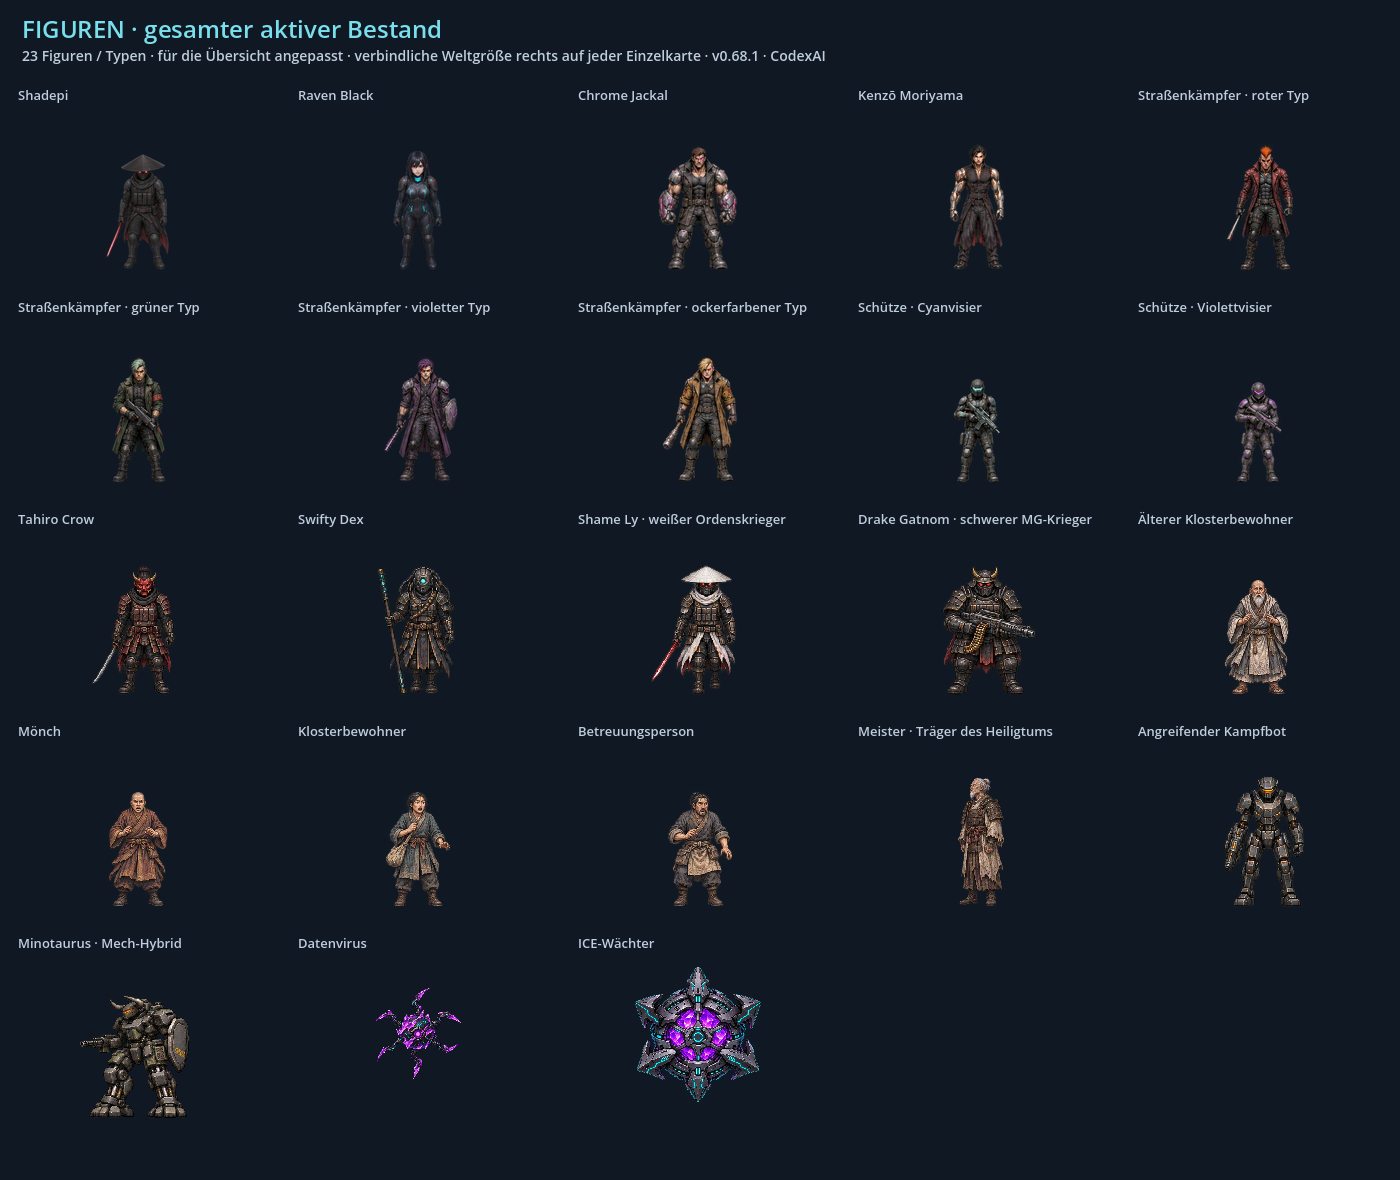 FIGUREN · gesamter aktiver Bestand
23 Figuren / Typen · für die Übersicht angepasst · verbindliche Weltgröße rechts auf jeder Einzelkarte · v0.68.1 · CodexAI
Shadepi
Raven Black
Chrome Jackal
Kenzō Moriyama
Straßenkämpfer · roter Typ
Straßenkämpfer · grüner Typ
Straßenkämpfer · violetter Typ
Straßenkämpfer · ockerfarbener Typ
Schütze · Cyanvisier
Schütze · Violettvisier
Tahiro Crow
Swifty Dex
Shame Ly · weißer Ordenskrieger
Drake Gatnom · schwerer MG-Krieger
Älterer Klosterbewohner
Mönch
Klosterbewohner
Betreuungsperson
Meister · Träger des Heiligtums
Angreifender Kampfbot
Minotaurus · Mech-Hybrid
Datenvirus
ICE-Wächter